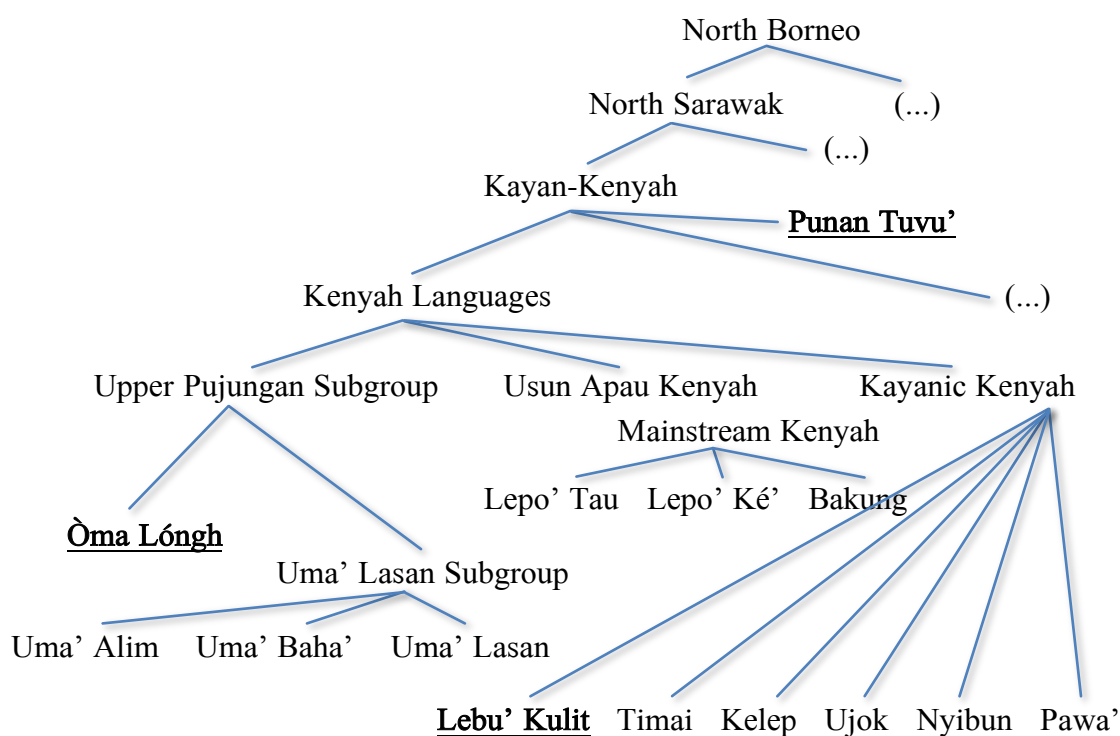 North Borneo
North Sarawak (...)
(...)
Kayan-Kenyah
Punan Tuvu’
Kenyah Languages (...)
Upper Pujungan Subgroup Usun Apau Kenyah Kayanic Kenyah
Mainstream Kenyah
Lepo’ Tau Lepo’ Ké’ Bakung
Òma Lóngh
Uma’ Lasan Subgroup
Uma’ Alim Uma’ Baha’ Uma’ Lasan
Lebu’ Kulit Timai Kelep Ujok Nyibun Pawa’